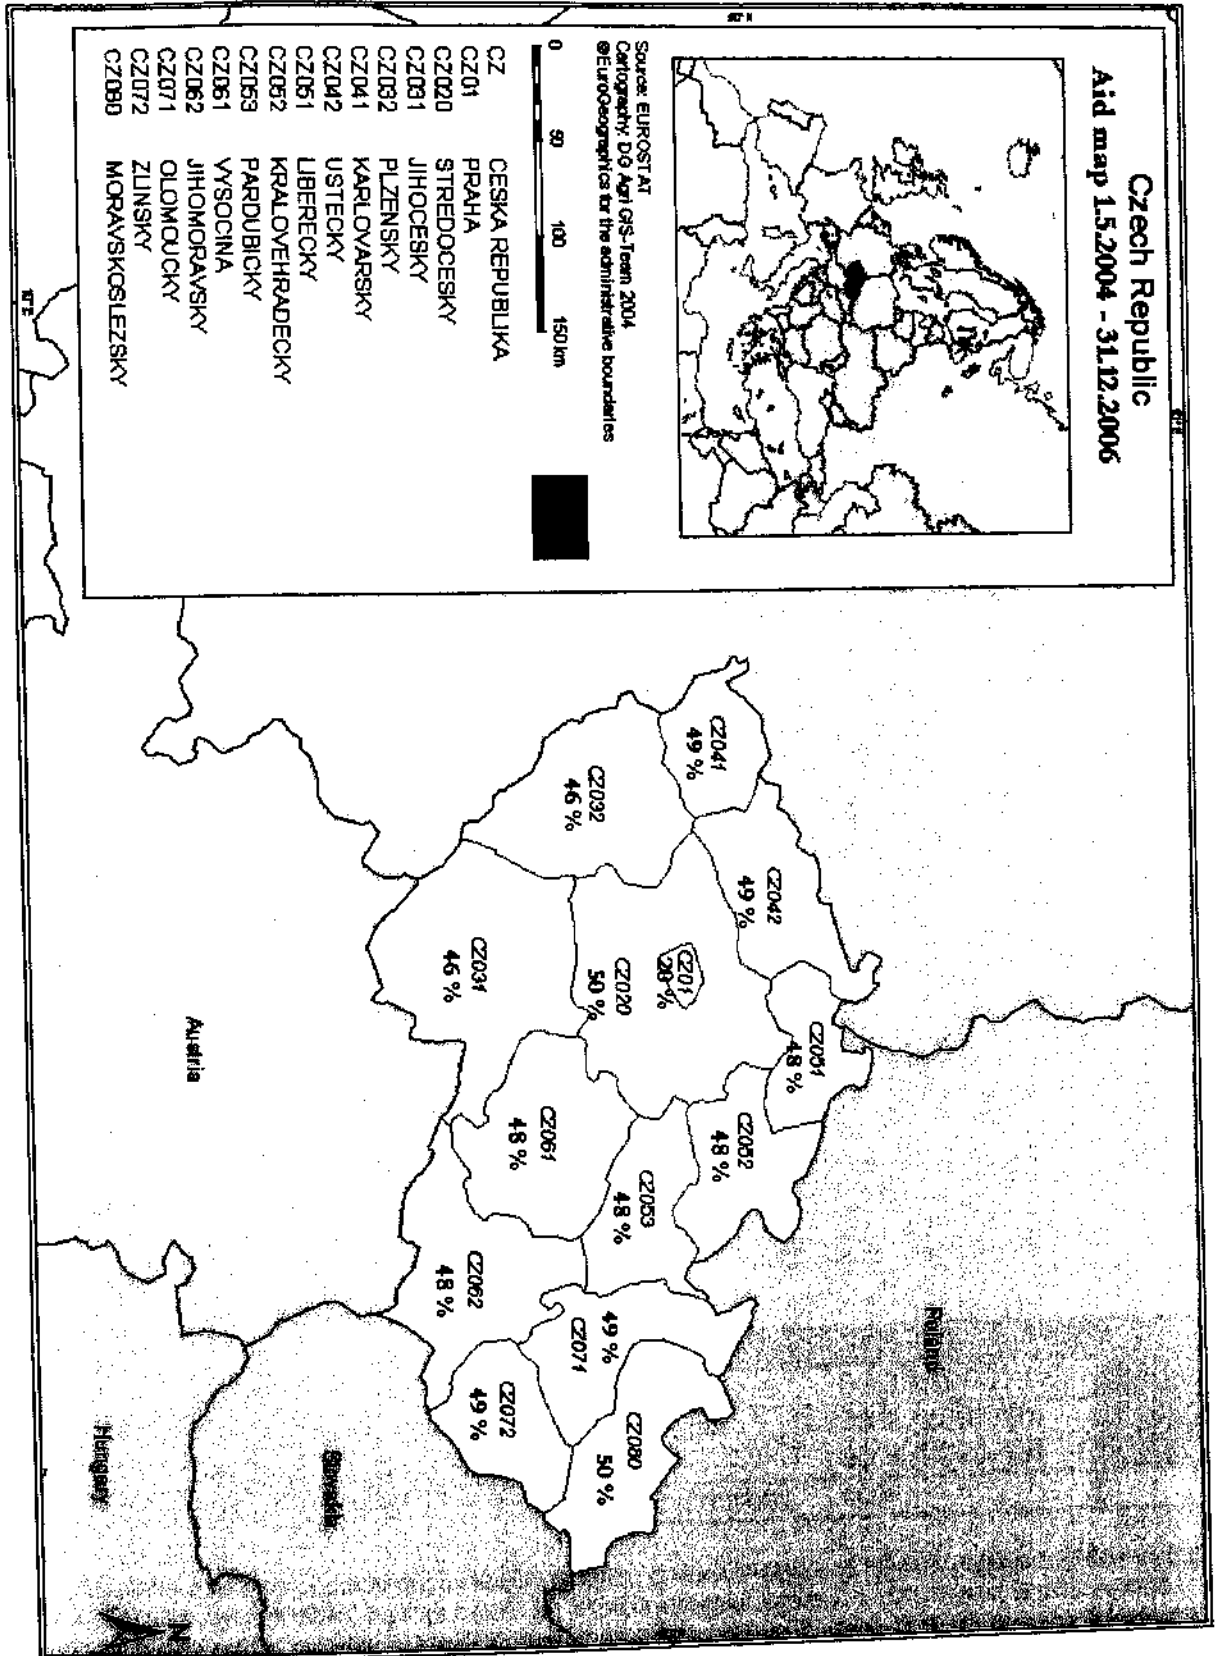 Czech Republic
Aid map 1.5.2004 - 31.12.2006
Source: EUROSTAT
Cartography: DG Agri GIS-Team 2004
©EuroGeographics for the administrative boundaries
0 50 100 150 km
CZ CESKA REPUBLIKA
CZ01 PRAHA
CZ020 STREDOCESKY
CZ031 JIHOCESKY
CZ032 PLZENSKY
CZ041 KARLOVARSKY
CZ042 USTECKY
CZ051 LIBERECKY
CZ052 KRALOVEHRADECKY
CZ053 PARDUBICKY
CZ061 VYSOCINA
CZ062 JIHOMORAVSKY
CZ071 OLOMOUCKY
CZ072 ZLINSKY
CZ080 MORAVSKOSLEZSKY
CZ041
49 %
CZ042
49 %
CZ032
46 %
CZ01
20 %
CZ020
50 %
CZ031
46 %
CZ051
48 %
CZ052
48 %
CZ053
48 %
CZ061
48 %
CZ062
48 %
49 %
CZ071
CZ072
49 %
CZ080
50 %
Poland
Austria
Slovakia
Hungary
N